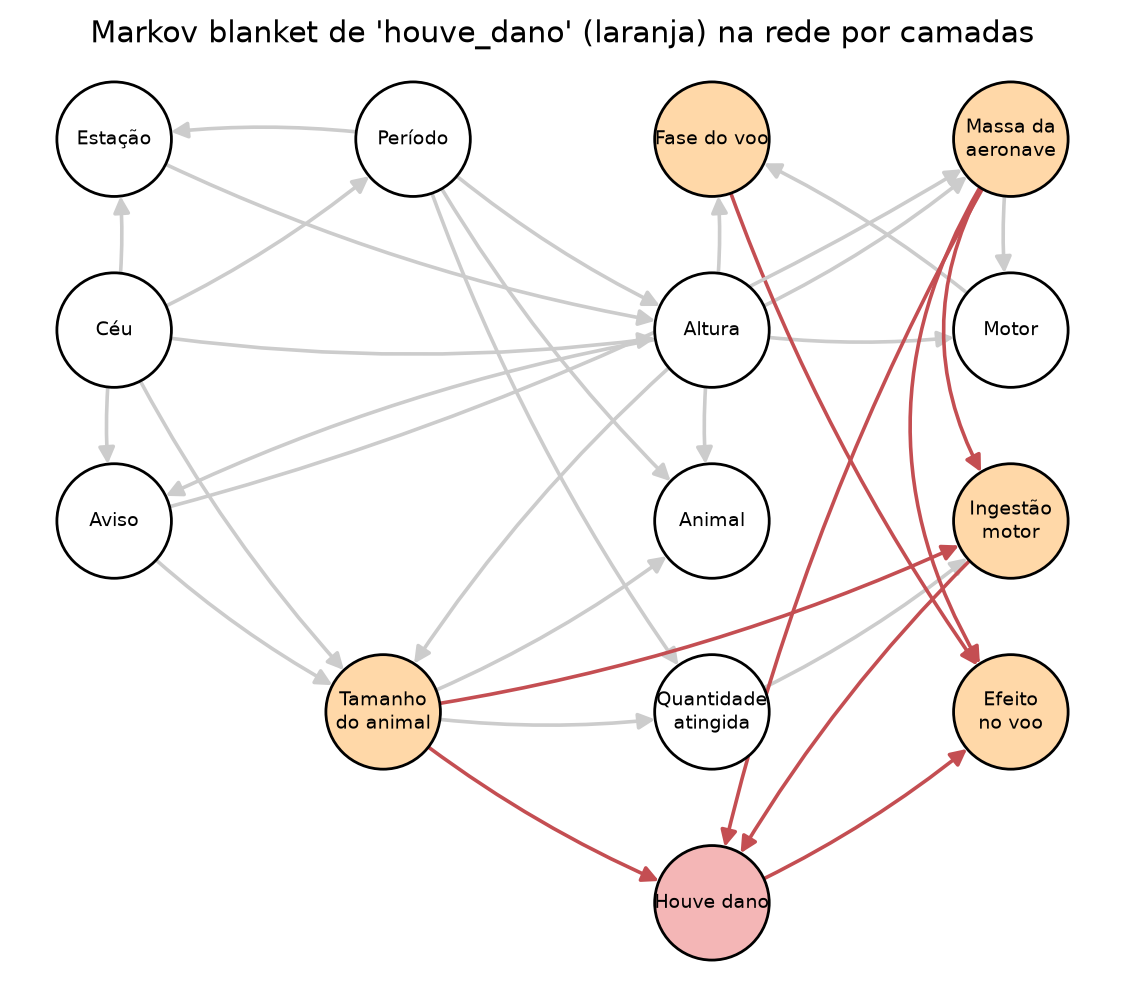 Markov blanket de 'houve_dano' (laranja) na rede por camadas
Estação
Período
Fase do voo
Massa da
aeronave
Céu
Altura
Motor
Aviso
Animal
Ingestão
motor
Tamanho
do animal
Quantidade
atingida
Efeito
no voo
Houve dano